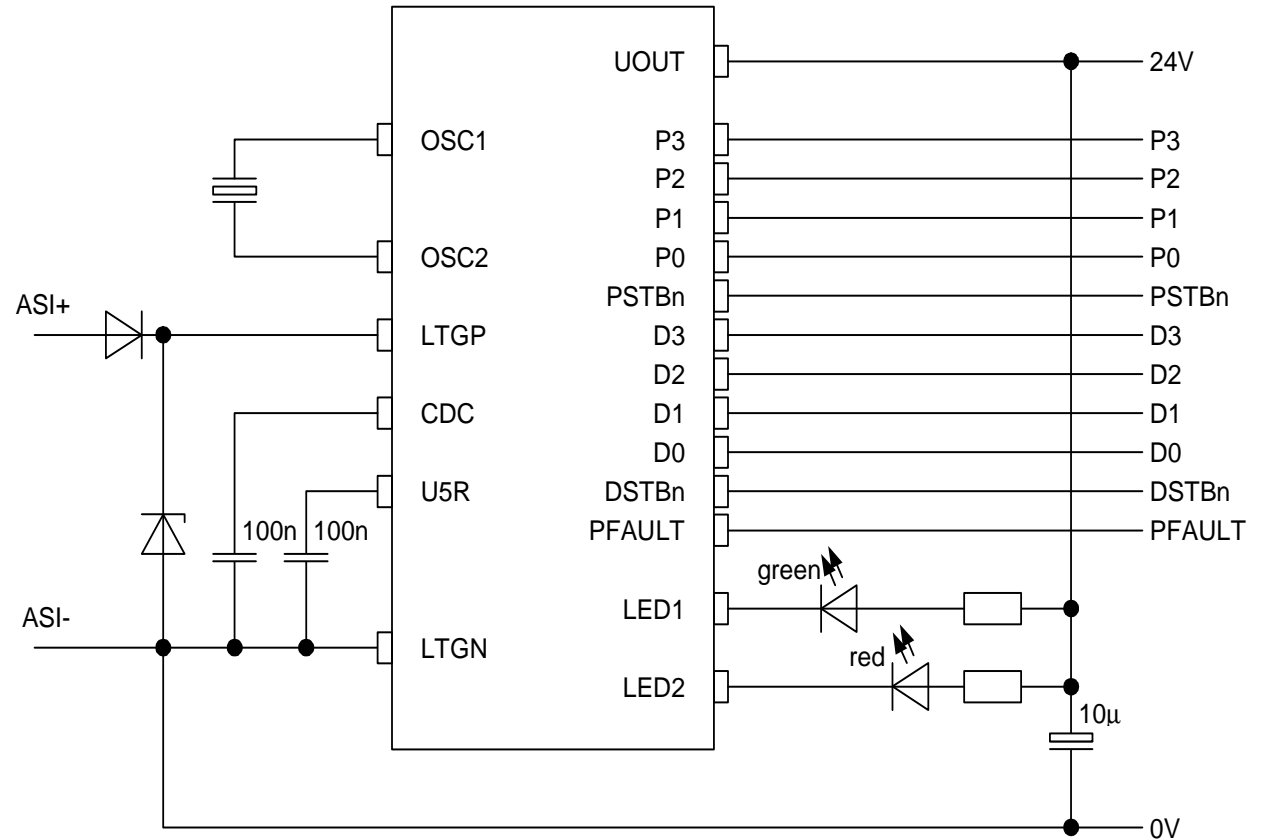 UOUT
24V
OSC1
P3
P3
P2
P2
P1
P1
OSC2
P0
P0
ASI+
PSTBn
PSTBn
LTGP
D3
D3
D2
D2
CDC
D1
D1
D0
D0
U5R
DSTBn
DSTBn
100n
100n
PFAULT
PFAULT
green
ASI-
LED1
LTGN
red
LED2
10µ
0V